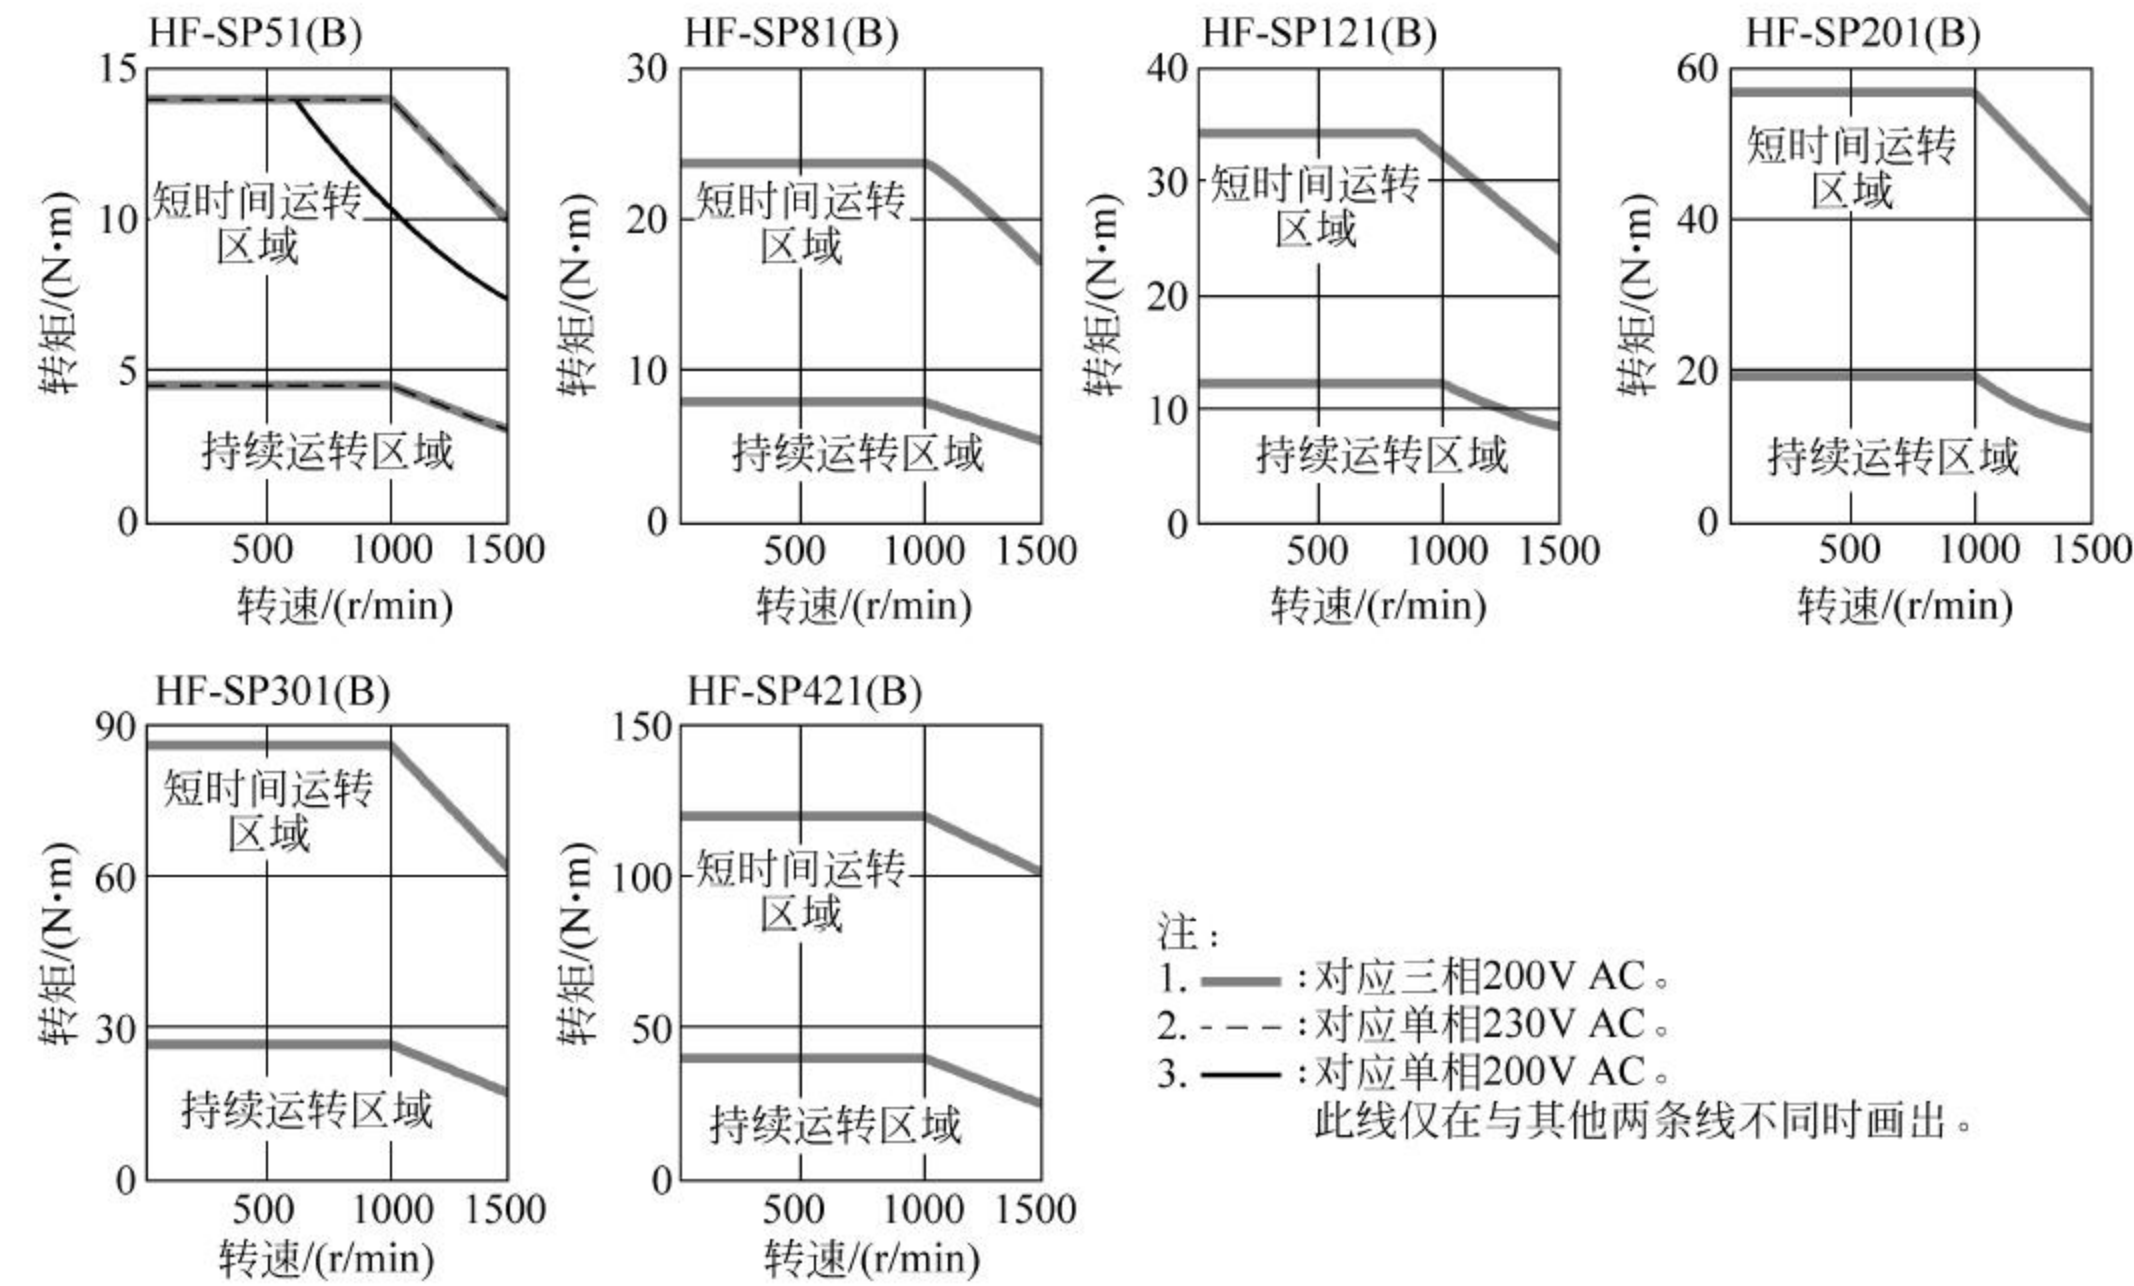 HF-SP51(B)
15
10
5
0
500 1000 1500
转矩/(N•m)
转速/(r/min)
短时间运转
区域
持续运转区域
HF-SP81(B)
30
20
10
0
500 1000 1500
转矩/(N•m)
转速/(r/min)
短时间运转
区域
持续运转区域
HF-SP121(B)
40
30
20
10
0
500 1000 1500
转矩/(N•m)
转速/(r/min)
短时间运转
区域
持续运转区域
HF-SP201(B)
60
40
20
0
500 1000 1500
转矩/(N•m)
转速/(r/min)
短时间运转
区域
持续运转区域
HF-SP301(B)
90
60
30
0
500 1000 1500
转矩/(N•m)
转速/(r/min)
短时间运转
区域
持续运转区域
HF-SP421(B)
150
100
50
0
500 1000 1500
转矩/(N•m)
转速/(r/min)
短时间运转
区域
持续运转区域
注：
1. ：对应三相200V AC。
2. ：对应单相230V AC。
3. ：对应单相200V AC。
此线仅在与其他两条线不同时画出。